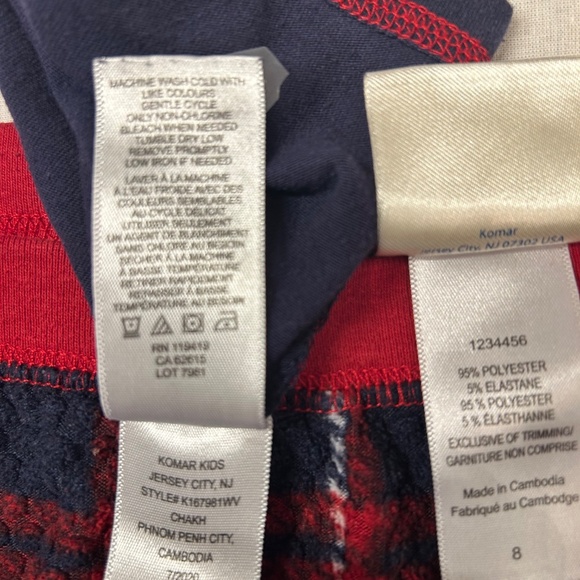 MACHINE WASH COLD WITH
LIKE COLOURS
GENTLE CYCLE
ONLY NON-CHLORINE
BLEACH WHEN NEEDED
TUMBLE DRY LOW
REMOVE PROMPTLY
LOW IRON IF NEEDED
LAVER À LA MACHINE
À L'EAU FROIDE AVEC DES
COULEURS SEMBLABLES
AU CYCLE DÉLICAT
UTILISER SEULEMENT
UN AGENT DE BLANCHIMENT
SANS CHLORE AU BESOIN
SÉCHER À LA MACHINE
À BASSE TEMPÉRATURE
RETIRER RAPIDEMENT
REPASSER À BASSE
TEMPÉRATURE AU BESOIN
RN 119419
CA 62615
LOT 7981
KOMAR KIDS
JERSEY CITY, NJ
STYLE# K167981WV
CHAKH
PHNOM PENH CITY,
CAMBODIA
7/2020
Komar
Jersey City, NJ 07302 USA
1234456
95% POLYESTER
5% ELASTANE
95 % POLYESTER
5 % ÉLASTHANNE
EXCLUSIVE OF TRIMMING/
GARNITURE NON COMPRISE
Made in Cambodia
Fabriqué au Cambodge
8